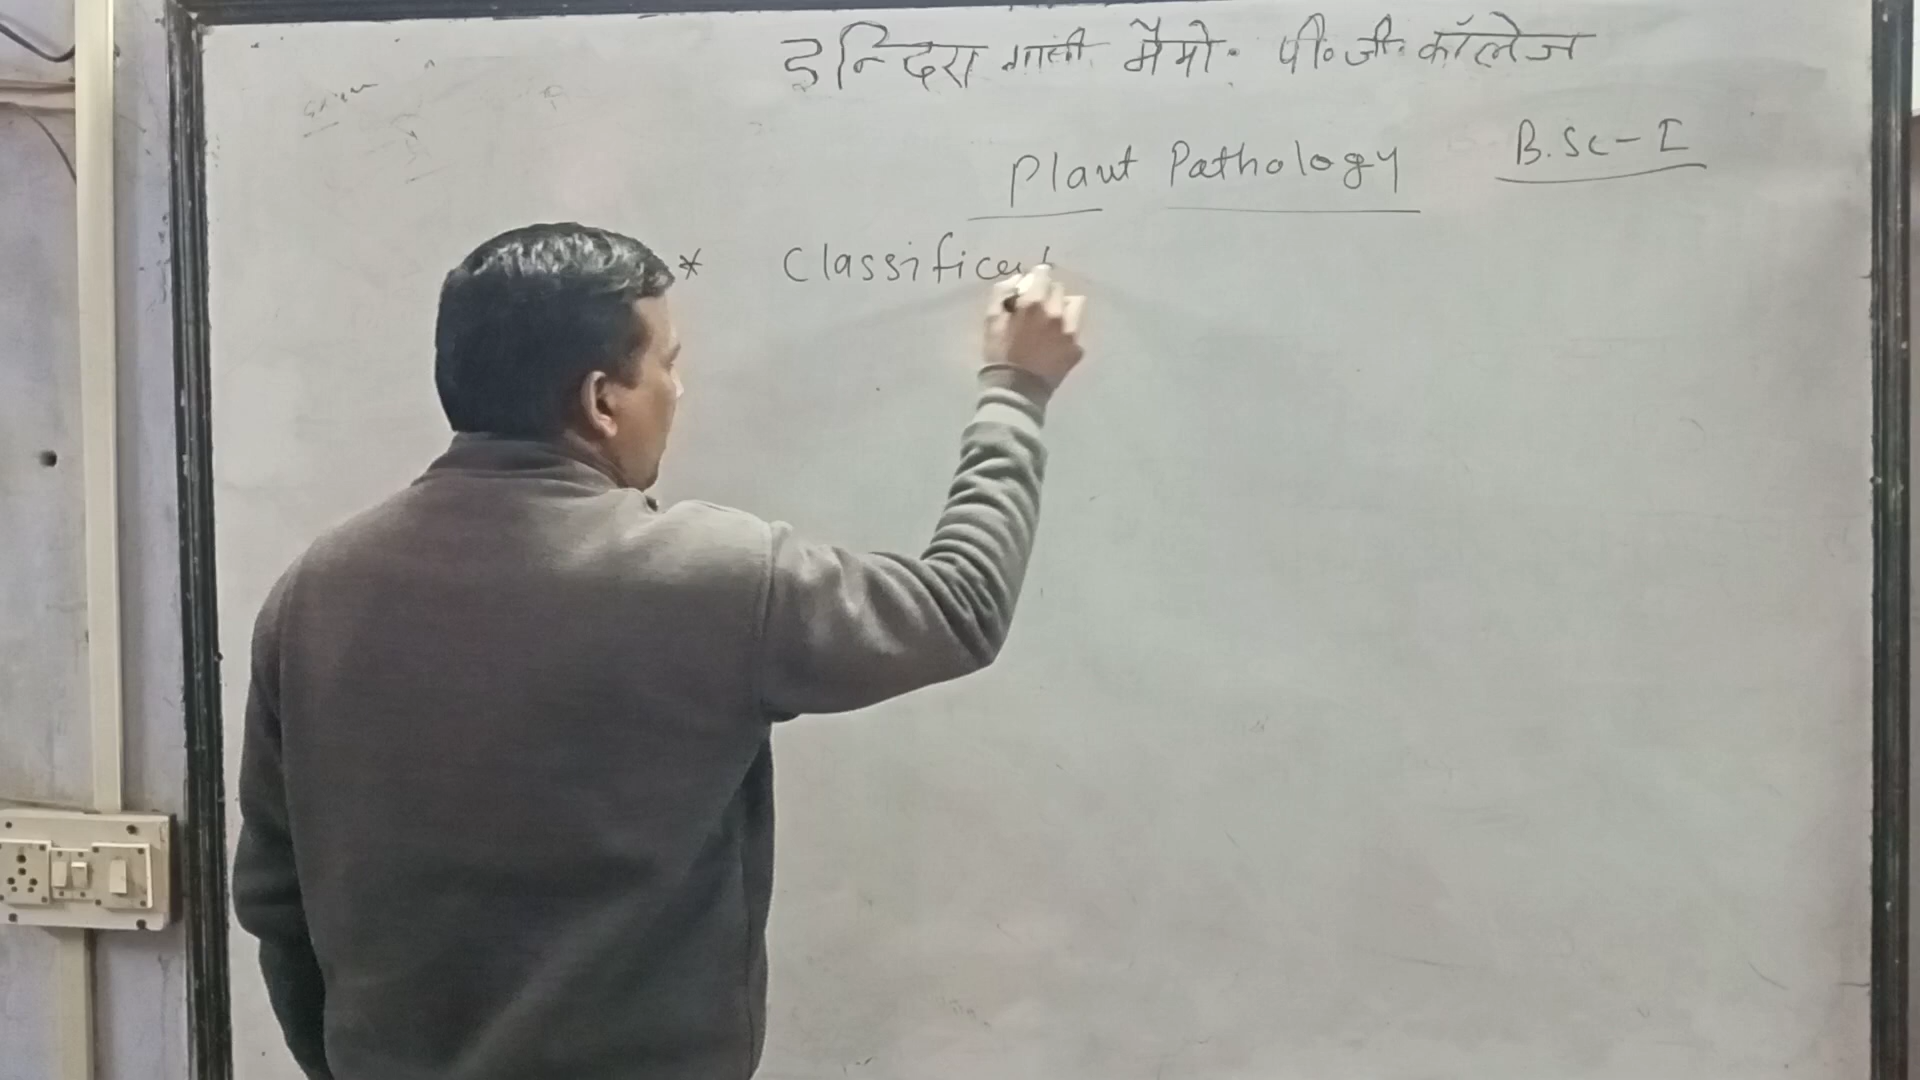 इन्दिरा गान्धी मैमो. पी. जी. कॉलेज
Plant Pathology B.Sc-I
* Classificat